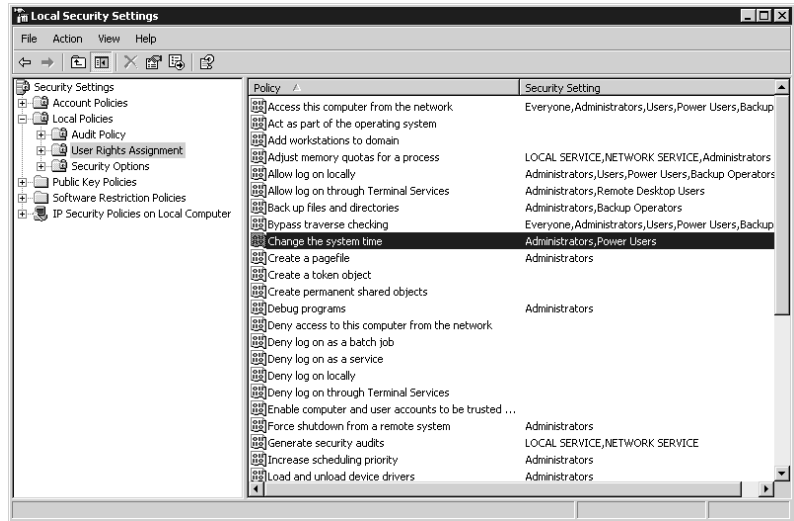 Local Security Settings
File Action View Help
Security Settings
Account Policies
Local Policies
Audit Policy
User Rights Assignment
Security Options
Public Key Policies
Software Restriction Policies
IP Security Policies on Local Computer
Policy Security Setting
Access this computer from the network Everyone,Administrators,Users,Power Users,Backup
Act as part of the operating system
Add workstations to domain
Adjust memory quotas for a process LOCAL SERVICE,NETWORK SERVICE,Administrators
Allow log on locally Administrators,Users,Power Users,Backup Operators
Allow log on through Terminal Services Administrators,Remote Desktop Users
Back up files and directories Administrators,Backup Operators
Bypass traverse checking Everyone,Administrators,Users,Power Users,Backup
Change the system time Administrators,Power Users
Create a pagefile Administrators
Create a token object
Create permanent shared objects
Debug programs Administrators
Deny access to this computer from the network
Deny log on as a batch job
Deny log on as a service
Deny log on locally
Deny log on through Terminal Services
Enable computer and user accounts to be trusted ...
Force shutdown from a remote system Administrators
Generate security audits LOCAL SERVICE,NETWORK SERVICE
Increase scheduling priority Administrators
Load and unload device drivers Administrators